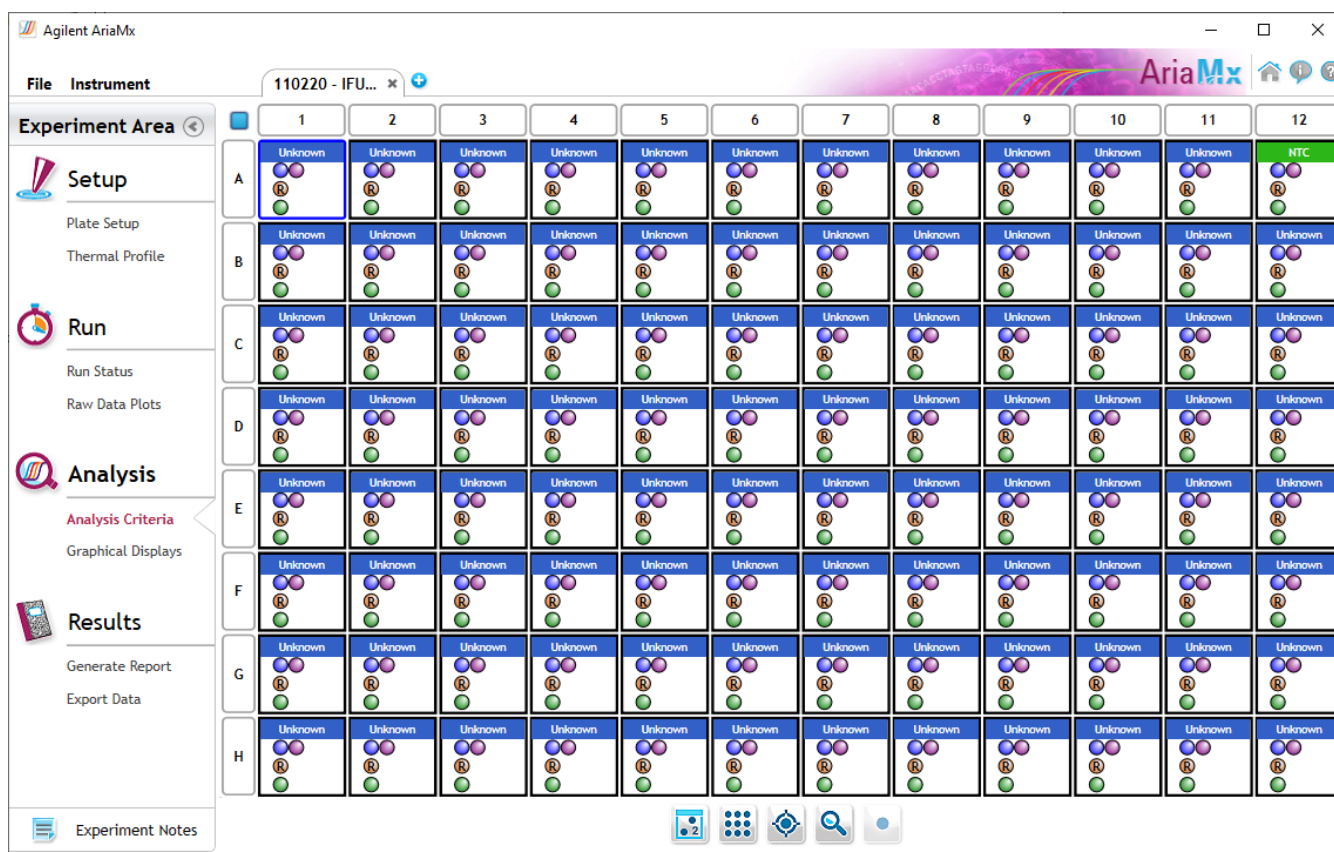 Agilent AriaMx
File Instrument 110220 - IFU... AriaMx
Experiment Area 1 2 3 4 5 6 7 8 9 10 11 12
Setup
Plate Setup
Thermal Profile
Run
Run Status
Raw Data Plots
Analysis
Analysis Criteria
Graphical Displays
Results
Generate Report
Export Data
Experiment Notes
Unknown Unknown Unknown Unknown Unknown Unknown Unknown Unknown Unknown Unknown Unknown NTC
A
R R R R R R R R R R R R
Unknown Unknown Unknown Unknown Unknown Unknown Unknown Unknown Unknown Unknown Unknown Unknown
B
R R R R R R R R R R R R
Unknown Unknown Unknown Unknown Unknown Unknown Unknown Unknown Unknown Unknown Unknown Unknown
C
R R R R R R R R R R R R
Unknown Unknown Unknown Unknown Unknown Unknown Unknown Unknown Unknown Unknown Unknown Unknown
D
R R R R R R R R R R R R
Unknown Unknown Unknown Unknown Unknown Unknown Unknown Unknown Unknown Unknown Unknown Unknown
E
R R R R R R R R R R R R
Unknown Unknown Unknown Unknown Unknown Unknown Unknown Unknown Unknown Unknown Unknown Unknown
F
R R R R R R R R R R R R
Unknown Unknown Unknown Unknown Unknown Unknown Unknown Unknown Unknown Unknown Unknown Unknown
G
R R R R R R R R R R R R
Unknown Unknown Unknown Unknown Unknown Unknown Unknown Unknown Unknown Unknown Unknown Unknown
H
R R R R R R R R R R R R
2